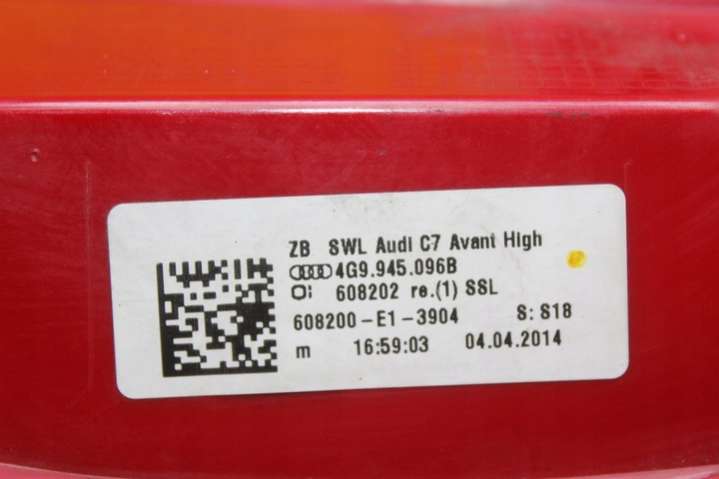 ZB SWL Audi C7 Avant High
4G9.945.096B
608202 re.(1) SSL
608200-E1-3904 S: S18
m 16:59:03 04.04.2014